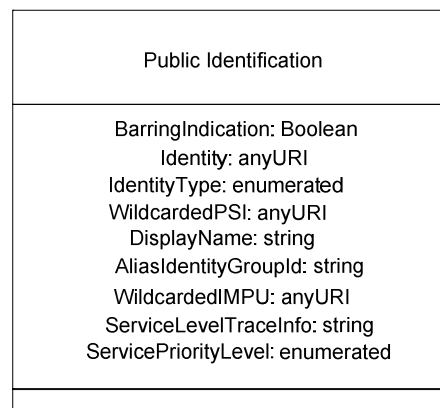 Public Identification
BarringIndication: Boolean
Identity: anyURI
IdentityType: enumerated
WildcardedPSI: anyURI
DisplayName: string
AliasIdentityGroupId: string
WildcardedIMPU: anyURI
ServiceLevelTraceInfo: string
ServicePriorityLevel: enumerated